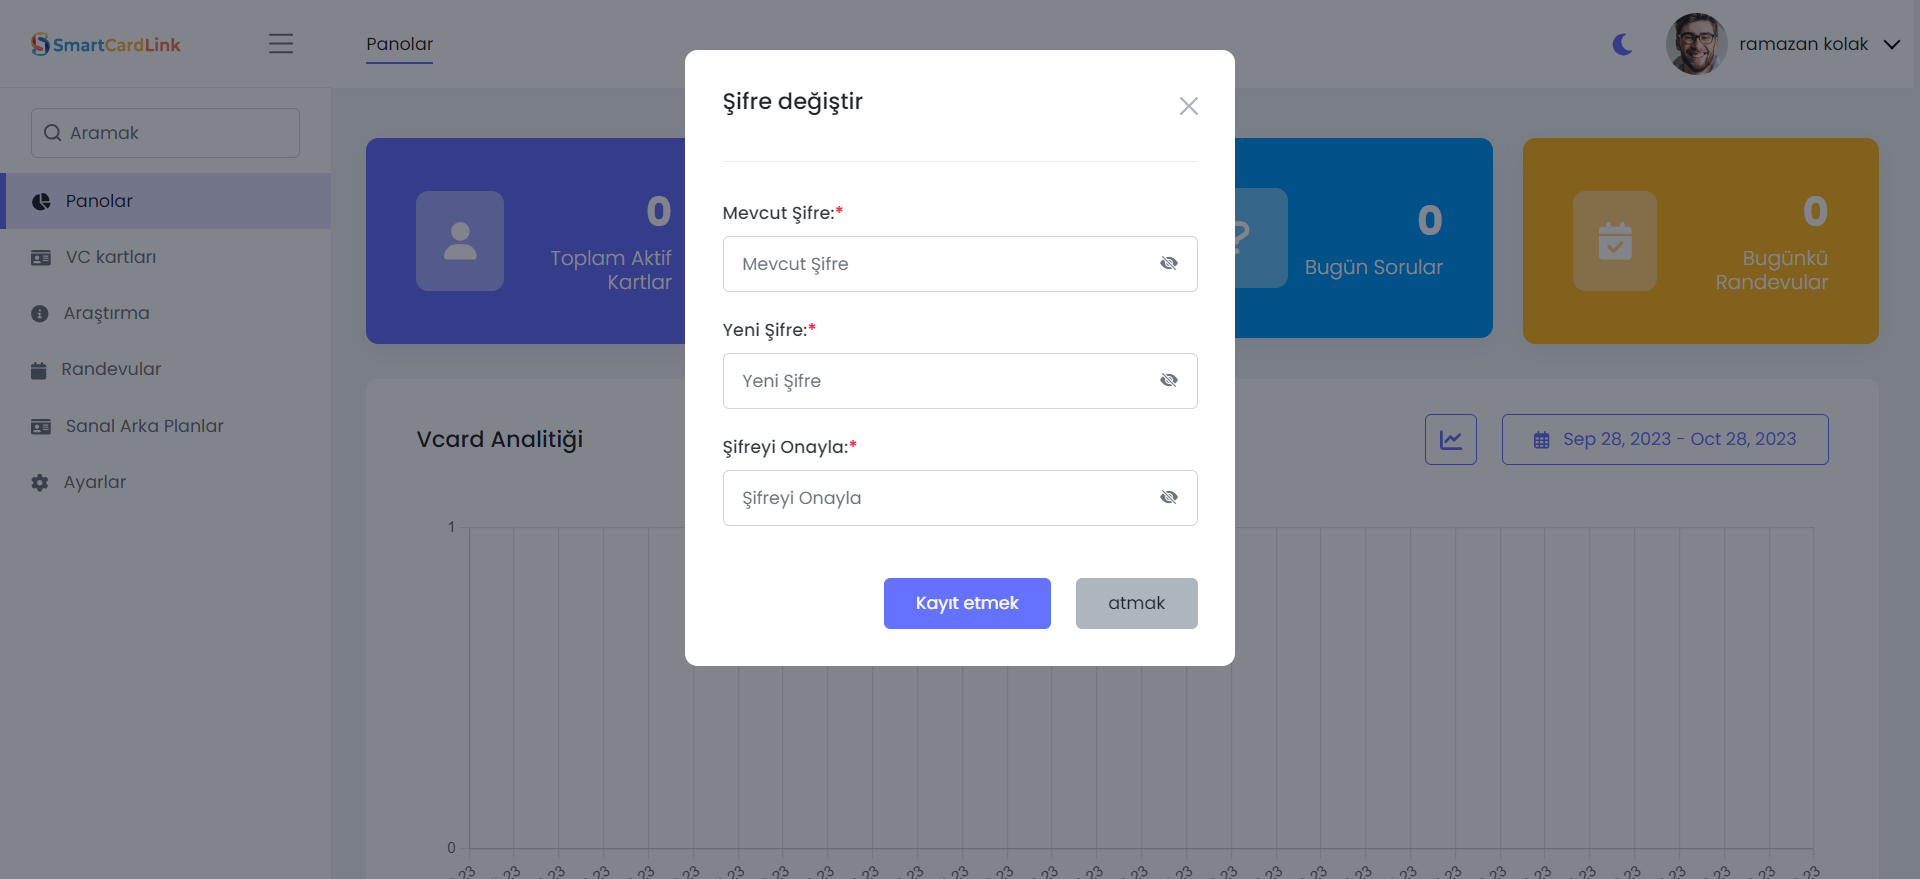 SmartCardLink
Panolar
ramazan kolak
Aramak
Panolar
VC kartları
Araştırma
Randevular
Sanal Arka Planlar
Ayarlar
0
Toplam Aktif
Kartlar
0
Bugün Sorular
0
Bugünkü
Randevular
Vcard Analitiği
Sep 28, 2023 - Oct 28, 2023
1
0
Şifre değiştir
Mevcut Şifre:*
Mevcut Şifre
Yeni Şifre:*
Yeni Şifre
Şifreyi Onayla:*
Şifreyi Onayla
Kayıt etmek
atmak